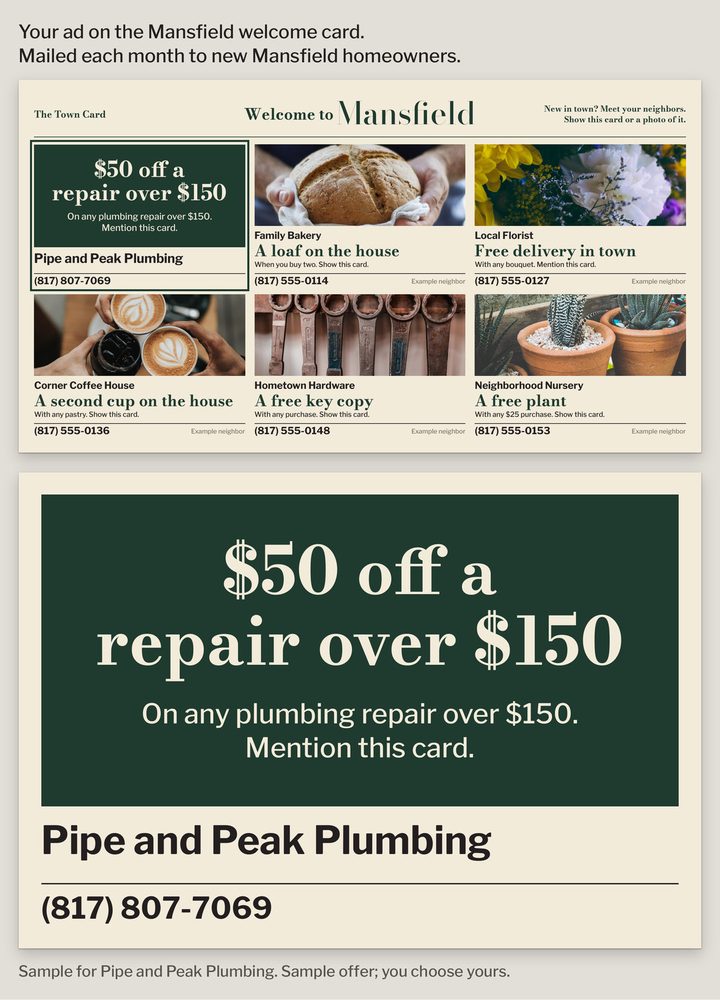 Your ad on the Mansfield welcome card.
Mailed each month to new Mansfield homeowners.
The Town Card
Welcome to Mansfield
New in town? Meet your neighbors.
Show this card or a photo of it.
$50 off a
repair over $150
On any plumbing repair over $150.
Mention this card.
Pipe and Peak Plumbing
(817) 807-7069
Family Bakery
A loaf on the house
When you buy two. Show this card.
(817) 555-0114
Example neighbor
Local Florist
Free delivery in town
With any bouquet. Mention this card.
(817) 555-0127
Example neighbor
Corner Coffee House
A second cup on the house
With any pastry. Show this card.
(817) 555-0136
Example neighbor
Hometown Hardware
A free key copy
With any purchase. Show this card.
(817) 555-0148
Example neighbor
Neighborhood Nursery
A free plant
With any $25 purchase. Show this card.
(817) 555-0153
Example neighbor
$50 off a
repair over $150
On any plumbing repair over $150.
Mention this card.
Pipe and Peak Plumbing
(817) 807-7069
Sample for Pipe and Peak Plumbing. Sample offer; you choose yours.